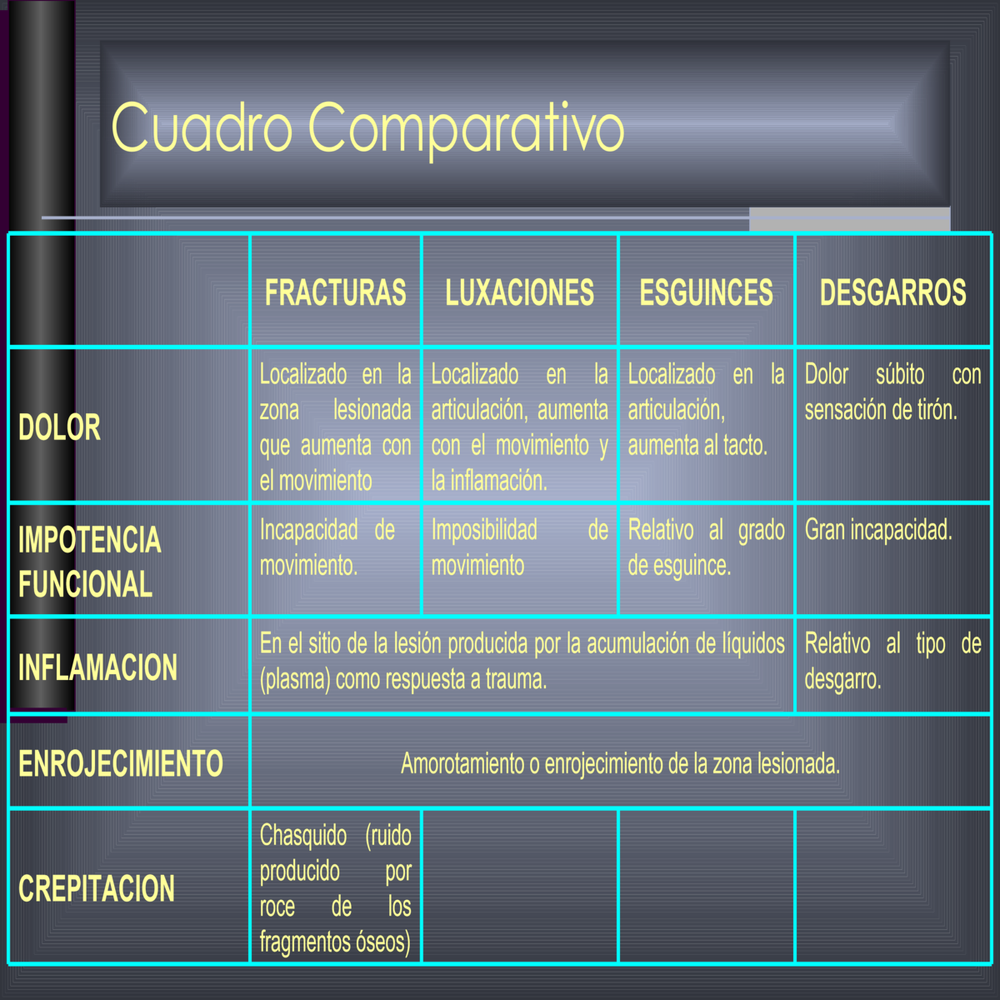 Cuadro Comparativo
FRACTURAS
LUXACIONES
ESGUINCES
DESGARROS
DOLOR
Localizado en la
zona lesionada
que aumenta con
el movimiento
Localizado en la
articulación, aumenta
con el movimiento y
la inflamación.
Localizado en la
articulación,
aumenta al tacto.
Dolor súbito con
sensación de tirón.
IMPOTENCIA
FUNCIONAL
Incapacidad de
movimiento.
Imposibilidad de
movimiento
Relativo al grado
de esguince.
Gran incapacidad.
INFLAMACION
En el sitio de la lesión producida por la acumulación de líquidos
(plasma) como respuesta a trauma.
Relativo al tipo de
desgarro.
ENROJECIMIENTO
Amorotamiento o enrojecimiento de la zona lesionada.
CREPITACION
Chasquido (ruido
producido por
roce de los
fragmentos óseos)